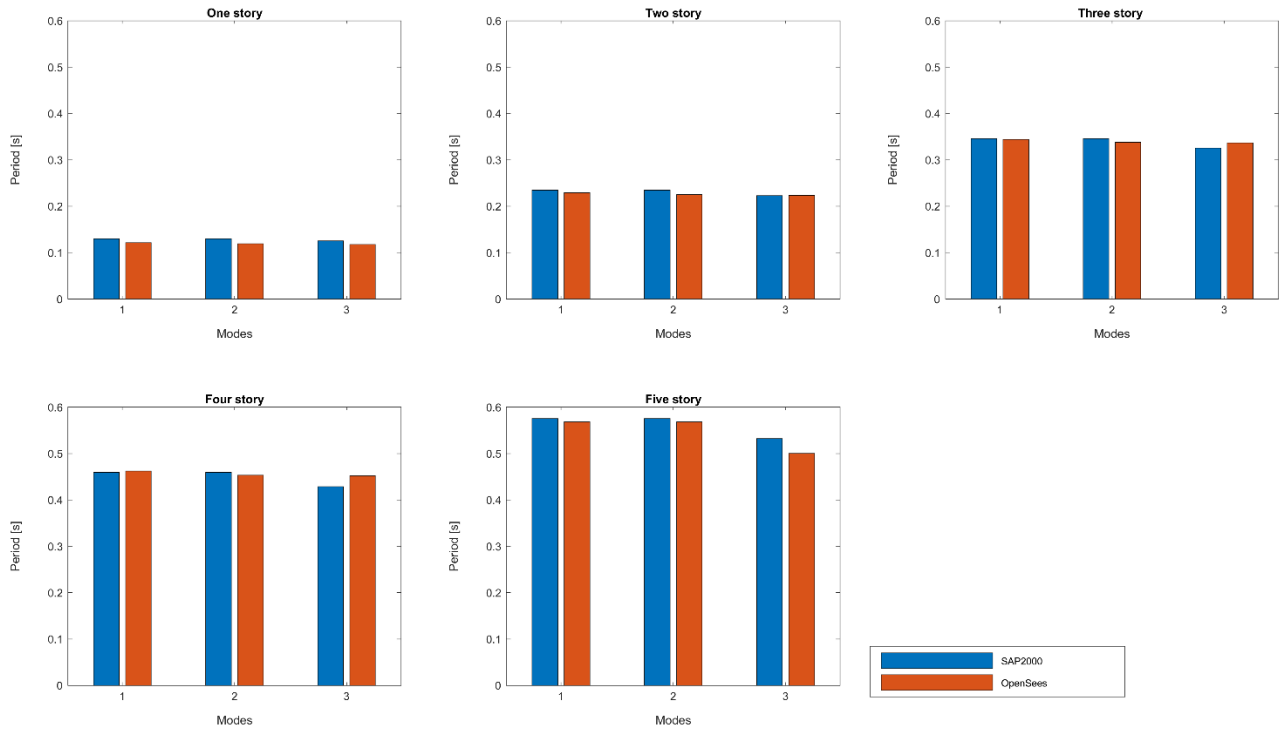 One story
0.6
0.5
0.4
0.3
0.2
0.1
0
Period [s]
1 2 3
Modes
Two story
0.6
0.5
0.4
0.3
0.2
0.1
0
Period [s]
1 2 3
Modes
Three story
0.6
0.5
0.4
0.3
0.2
0.1
0
Period [s]
1 2 3
Modes
Four story
0.6
0.5
0.4
0.3
0.2
0.1
0
Period [s]
1 2 3
Modes
Five story
0.6
0.5
0.4
0.3
0.2
0.1
0
Period [s]
1 2 3
Modes
SAP2000
OpenSees